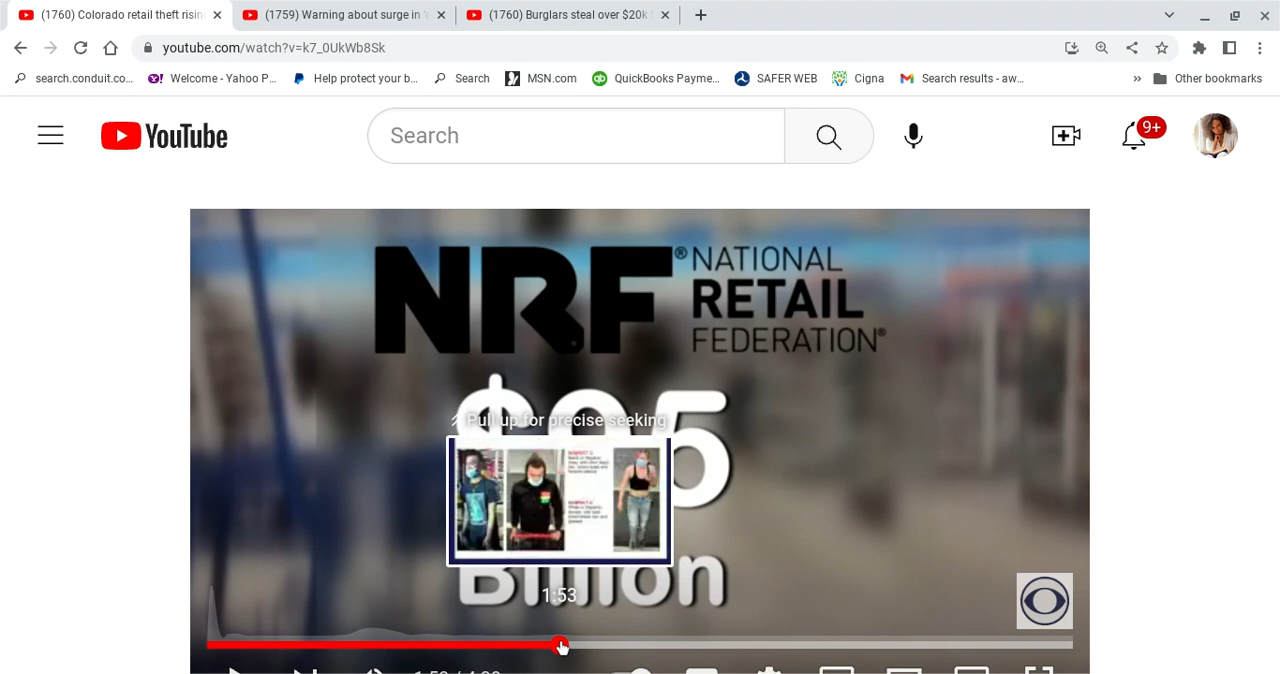 (1760) Colorado retail theft risin
(1759) Warning about surge in
(1760) Burglars steal over $20k
youtube.com/watch?v=k7_0UkWb8Sk
search.conduit.co...
Welcome - Yahoo P...
Help protect your b...
Search
MSN.com
QuickBooks Payme...
SAFER WEB
Cigna
Search results - aw...
»
Other bookmarks
YouTube
Search
9+
NRF® NATIONAL
RETAIL
FEDERATION®
Pull up for precise seeking
Billion
1:53